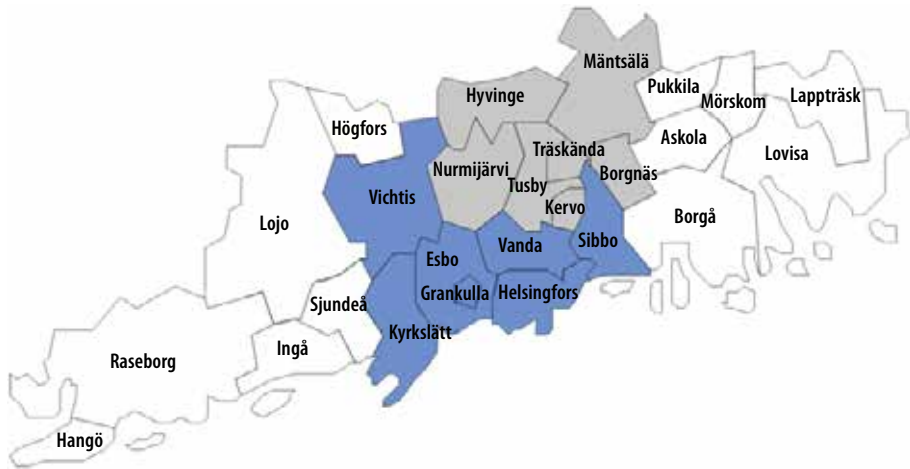 Mäntsälä
Pukkila
Lappträsk
Hyvinge
Mörskom
Högfors
Askola
Träskända
Lovisa
Nurmijärvi
Borgnäs
Tusby
Vichtis
Kervo
Borgå
Lojo
Vanda
Sibbo
Esbo
Grankulla
Helsingfors
Sjundeå
Kyrkslätt
Ingå
Raseborg
Hangö